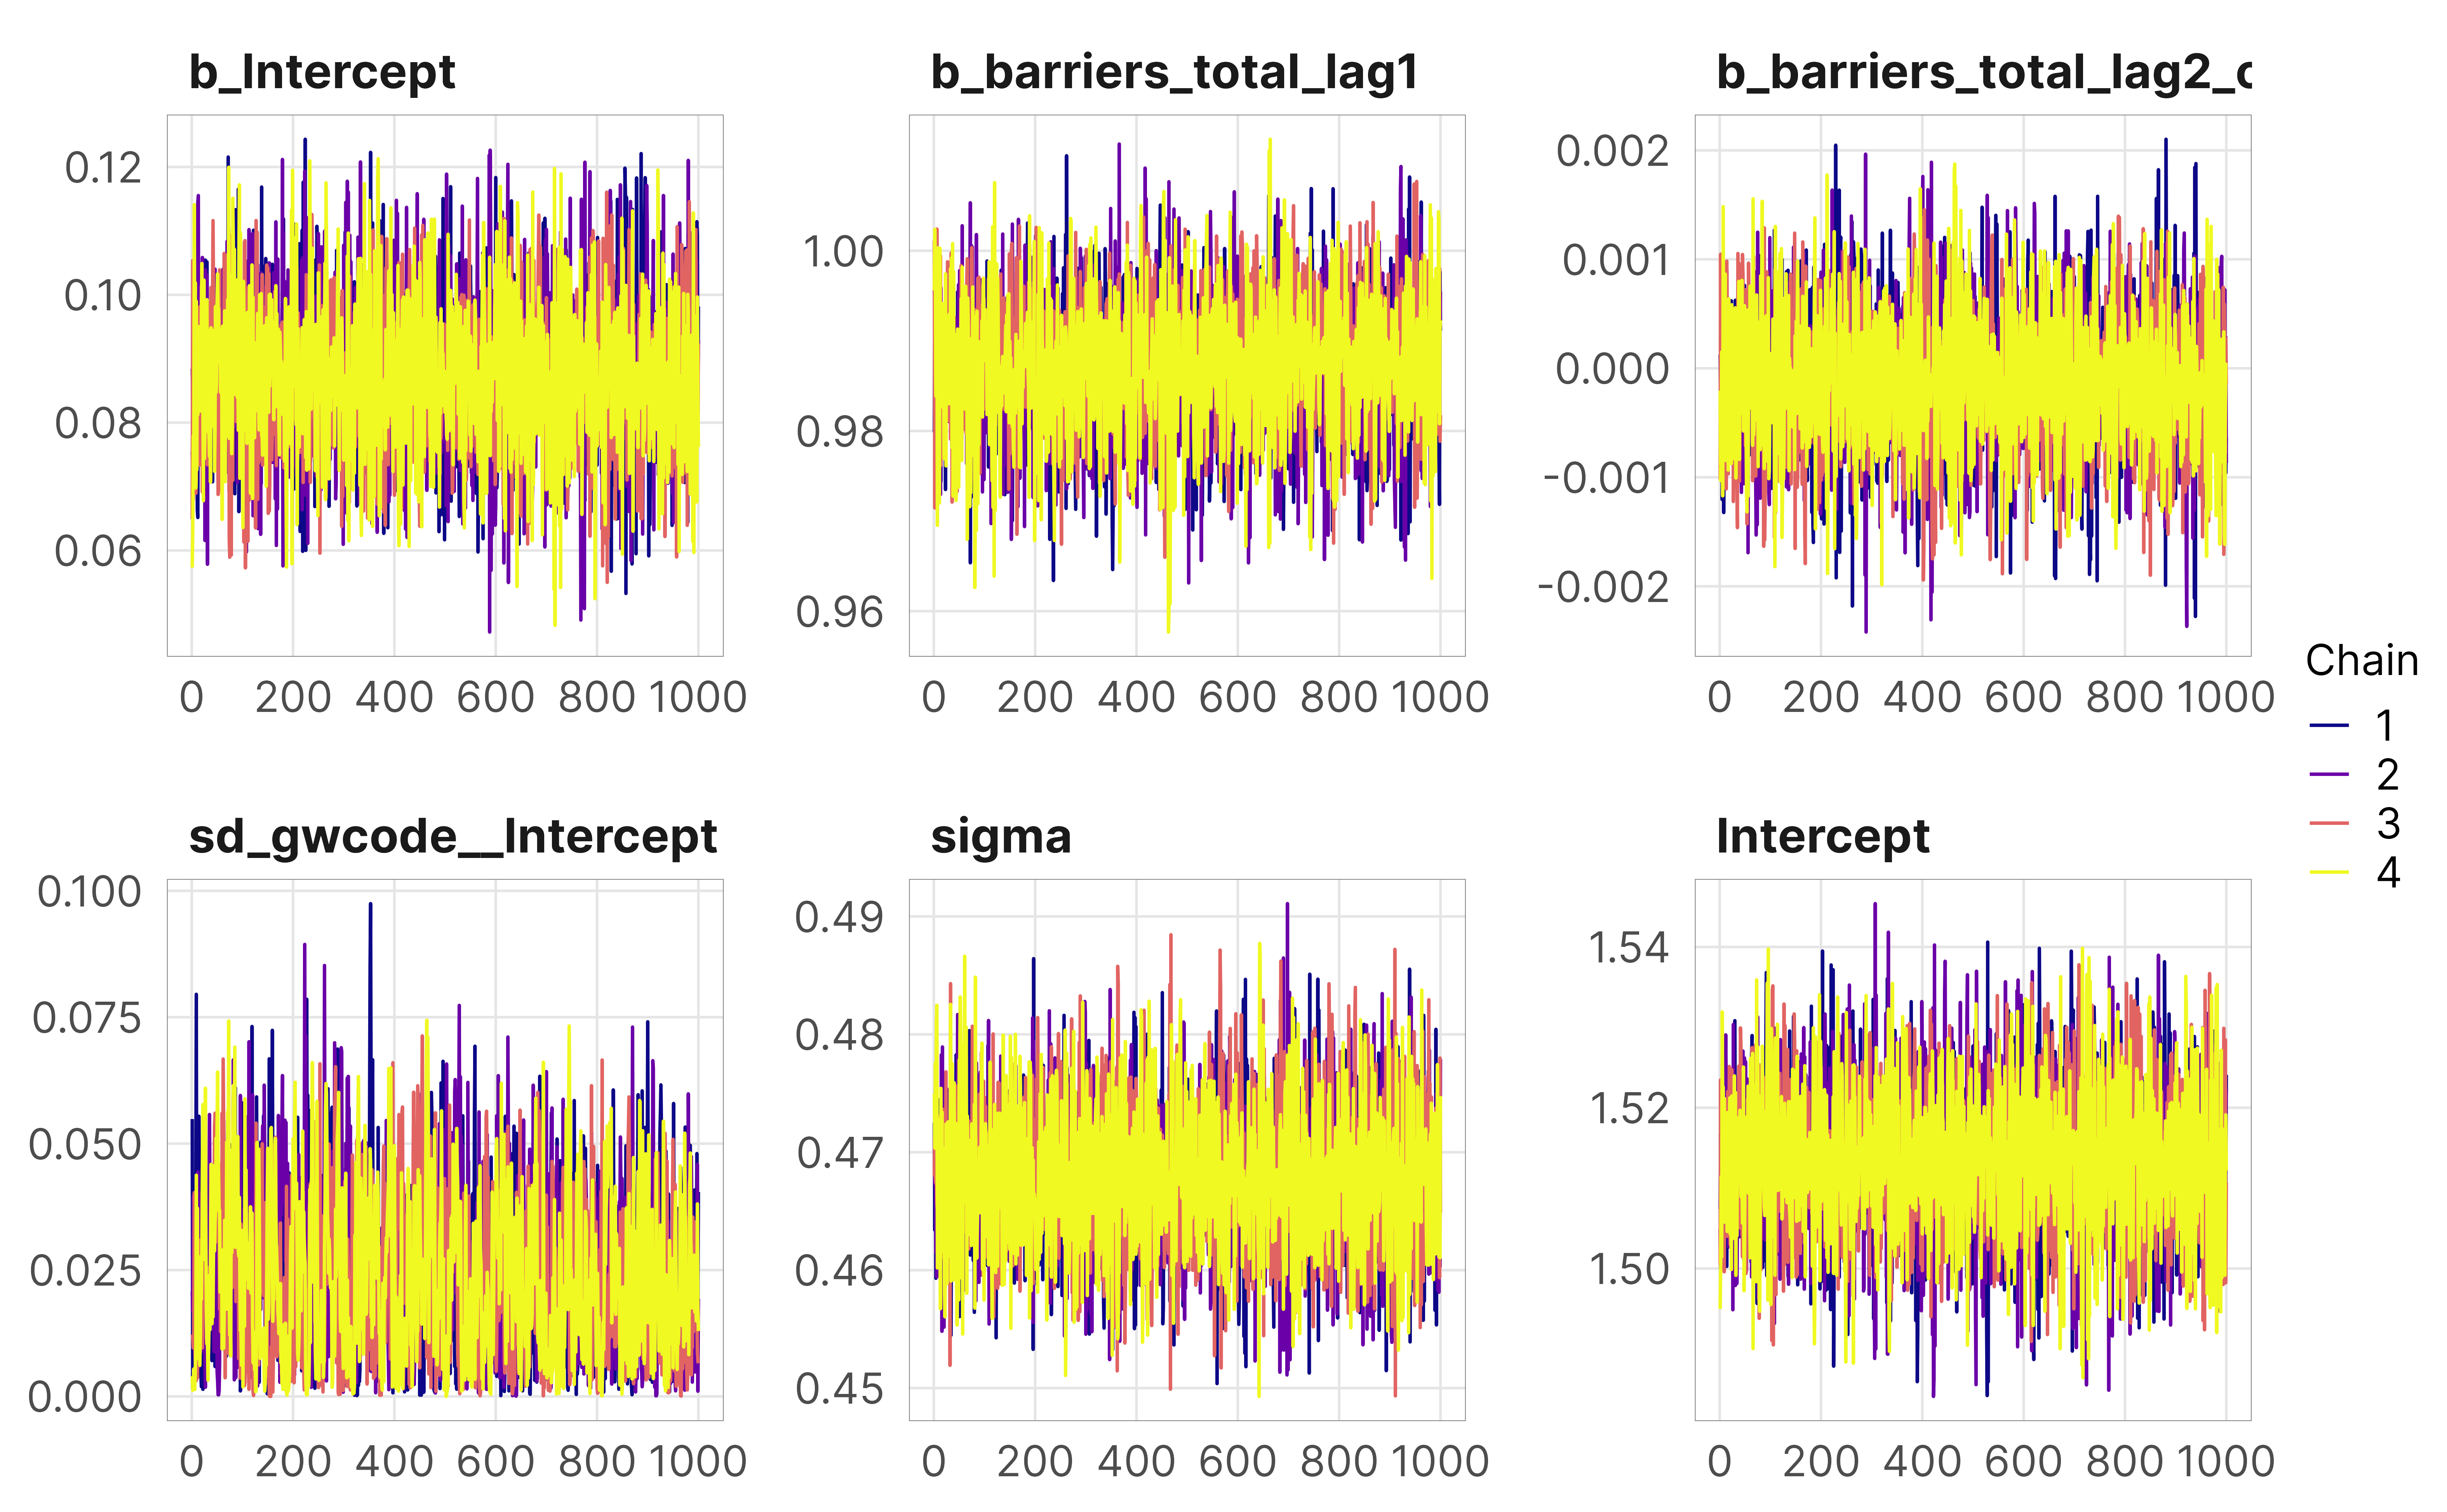 b_Intercept
b_barriers_total_lag1
b_barriers_total_lag2_c
0.12
0.10
0.08
0.06
1.00
0.98
0.96
0.002
0.001
0.000
-0.001
-0.002
0 200 400 600 800 1000
0 200 400 600 800 1000
0 200 400 600 800 1000
Chain
1
2
3
4
sd_gwcode__Intercept
sigma
Intercept
0.100
0.075
0.050
0.025
0.000
0.49
0.48
0.47
0.46
0.45
1.54
1.52
1.50
0 200 400 600 800 1000
0 200 400 600 800 1000
0 200 400 600 800 1000